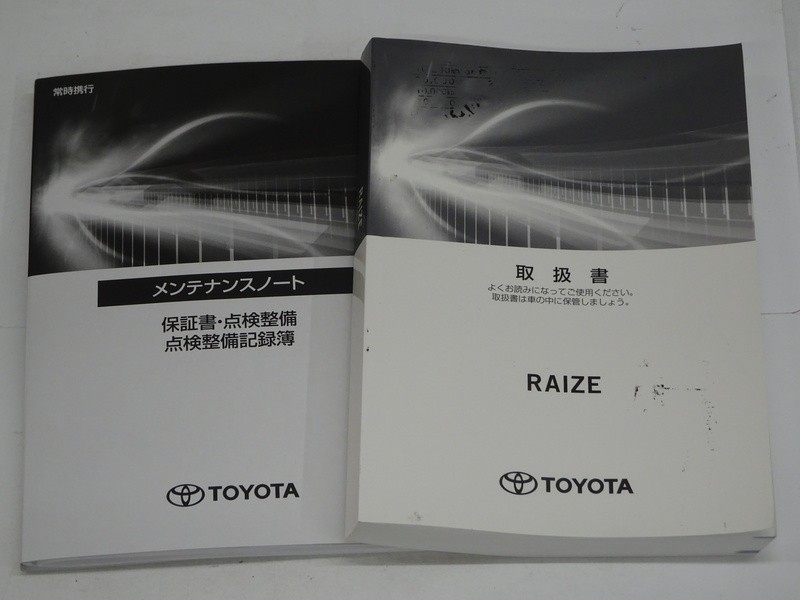 常時携行
メンテナンスノート
保証書・点検整備
点検整備記録簿
TOYOTA
RAIZE
取扱書
よくお読みになってご使用ください。
取扱書は車の中に保管しましょう。
RAIZE
TOYOTA